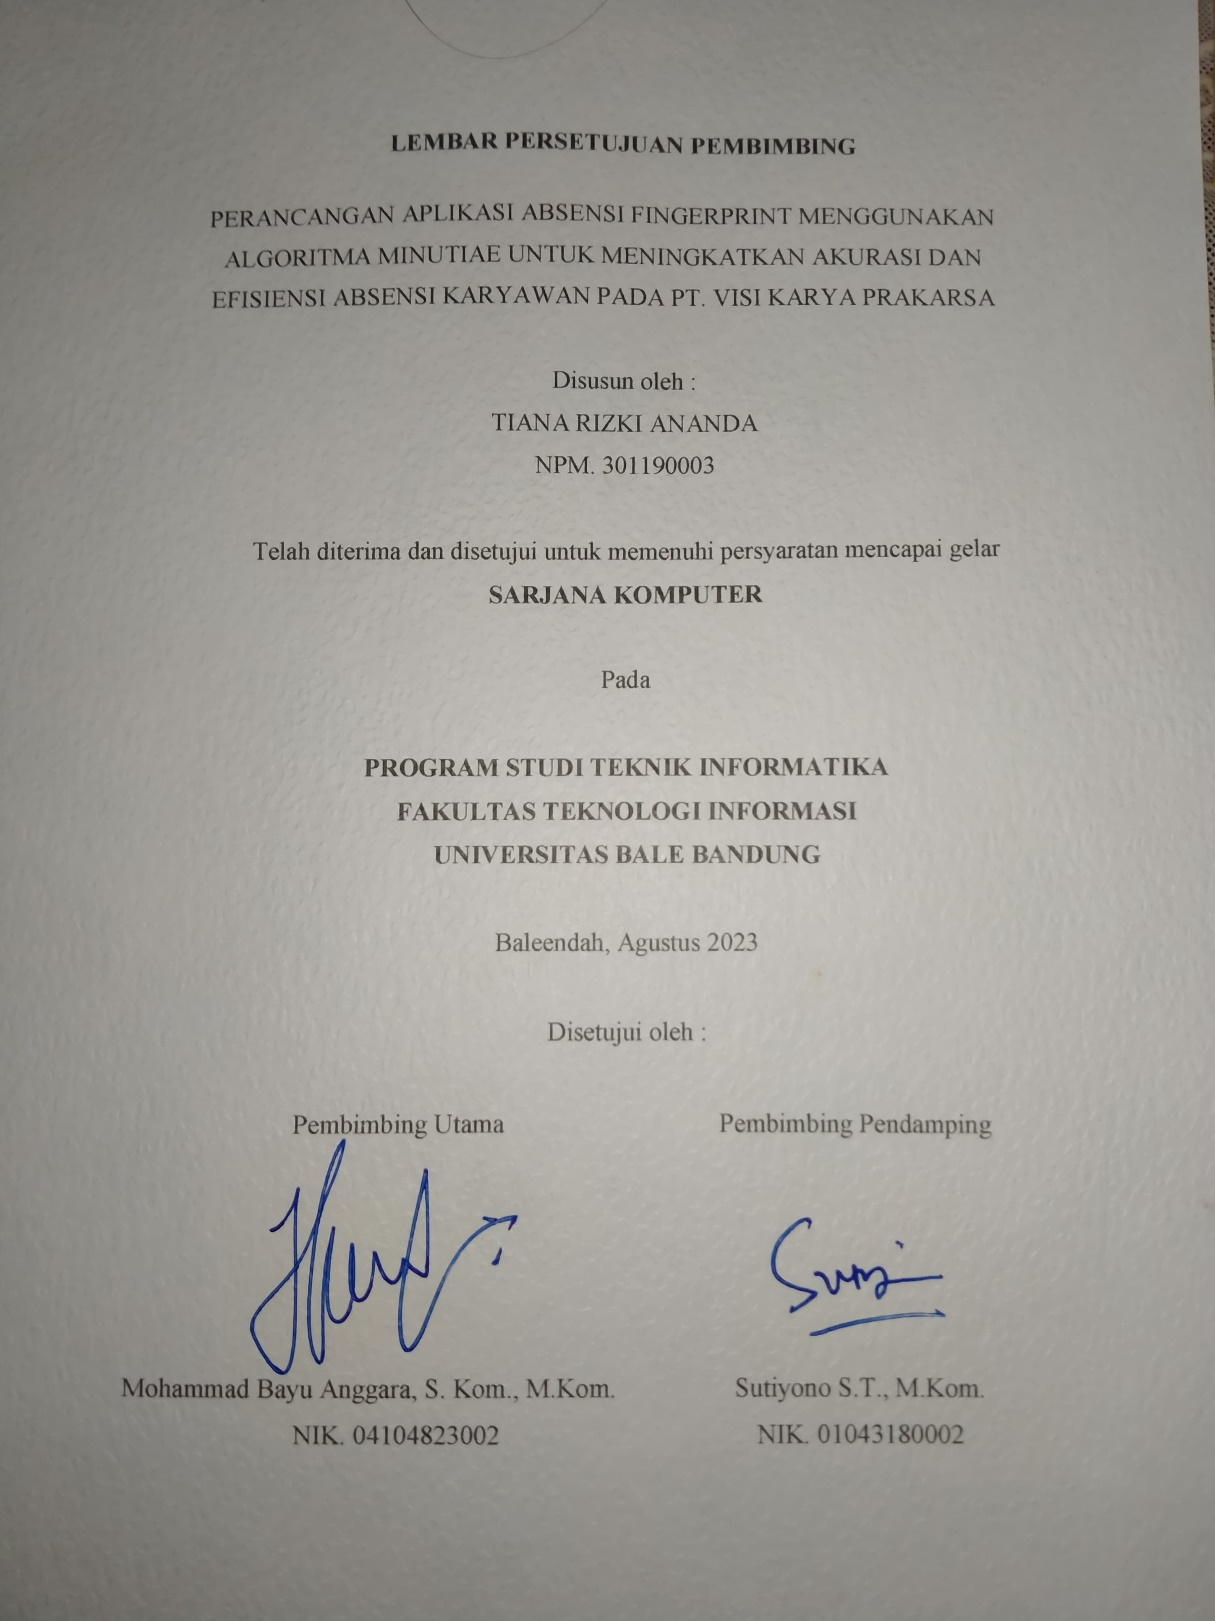 LEMBAR PERSETUJUAN PEMBIMBING
PERANCANGAN APLIKASI ABSENSI FINGERPRINT MENGGUNAKAN
ALGORITMA MINUTIAE UNTUK MENINGKATKAN AKURASI DAN
EFISIENSI ABSENSI KARYAWAN PADA PT. VISI KARYA PRAKARSA
Disusun oleh :
TIANA RIZKI ANANDA
NPM. 301190003
Telah diterima dan disetujui untuk memenuhi persyaratan mencapai gelar
SARJANA KOMPUTER
Pada
PROGRAM STUDI TEKNIK INFORMATIKA
FAKULTAS TEKNOLOGI INFORMASI
UNIVERSITAS BALE BANDUNG
Baleendah, Agustus 2023
Disetujui oleh :
Pembimbing Utama
Pembimbing Pendamping
Mohammad Bayu Anggara, S. Kom., M.Kom.
Sutiyono S.T., M.Kom.
NIK. 04104823002
NIK. 01043180002